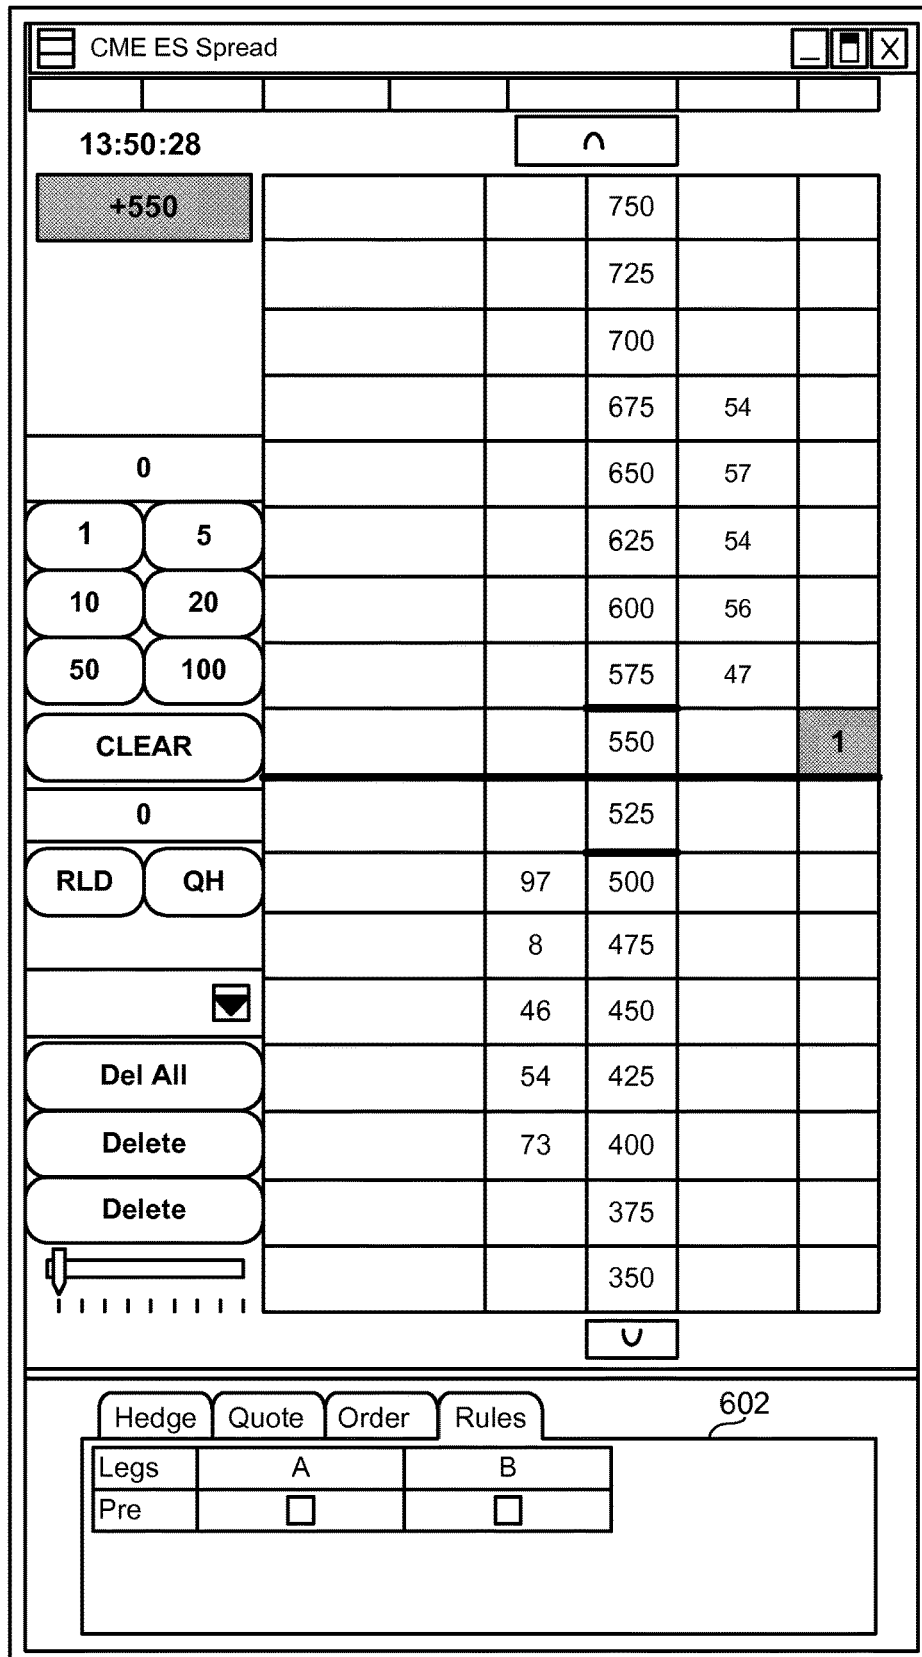 CME ES Spread
13:50:28
+550
750
725
700
675 54
0
650 57
1 5
625 54
10 20
600 56
50 100
575 47
CLEAR
550 1
0
525
RLD QH
97 500
8 475
46 450
Del All
54 425
Delete
73 400
Delete
375
350
602
Hedge Quote Order Rules
Legs A B
Pre